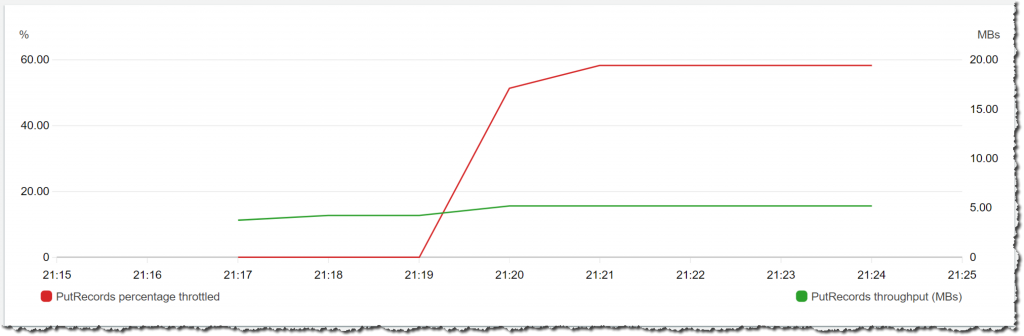 % MBs
60.00 20.00
15.00
40.00
10.00
20.00
5.00
0 0
21:15 21:16 21:17 21:18 21:19 21:20 21:21 21:22 21:23 21:24 21:25
PutRecords percentage throttled PutRecords throughput (MBs)